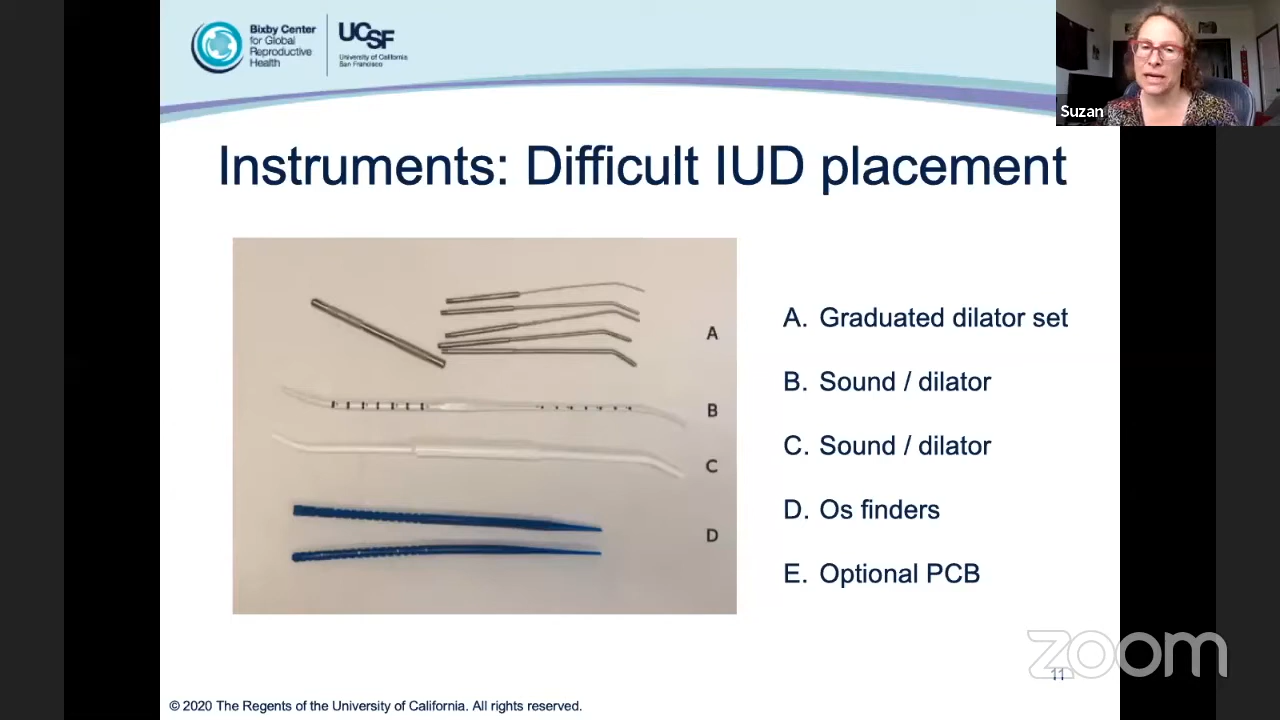 Bixby Center
for Global
Reproductive
Health
UCSF
University of California
San Francisco
Suzan
Instruments: Difficult IUD placement
A
B
C
D
A. Graduated dilator set
B. Sound / dilator
C. Sound / dilator
D. Os finders
E. Optional PCB
zoom
11
© 2020 The Regents of the University of California. All rights reserved.